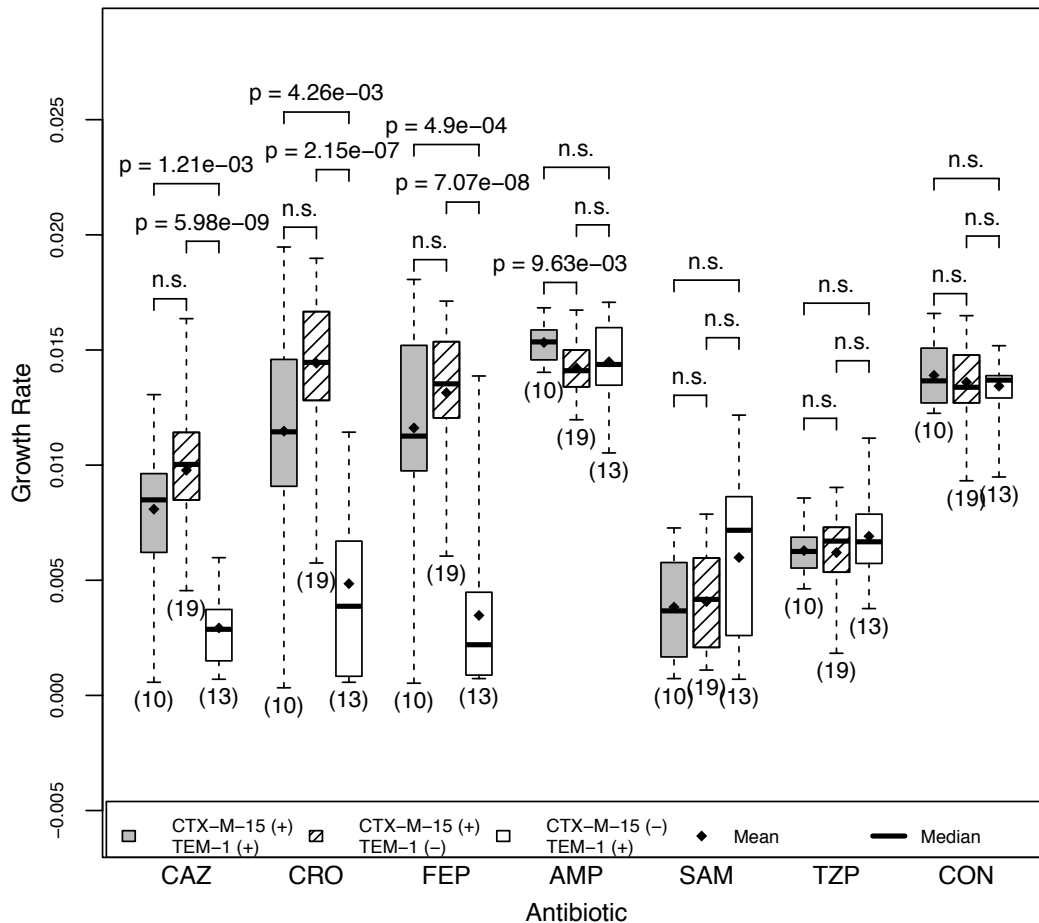 p = 4.26e−03
p = 4.9e−04
p = 2.15e−07
n.s.
p = 1.21e−03
n.s.
p = 7.07e−08
p = 5.98e−09
n.s.
n.s.
n.s.
n.s.
n.s.
p = 9.63e−03
n.s.
n.s.
n.s.
n.s.
n.s.
n.s.
n.s.
(10)
(19)
(13)
(10)
(19)
(13)
(10)
(19)
(13)
(10)
(19)
(13)
(10)
(19)
(13)
(10)
(19)
(13)
(10)
(19)
(13)
Growth Rate
0.025
0.020
0.015
0.010
0.005
0.000
−0.005
CTX−M−15 (+)
TEM−1 (+)
CTX−M−15 (+)
TEM−1 (−)
CTX−M−15 (−)
TEM−1 (+)
Mean
Median
CAZ CRO FEP AMP SAM TZP CON
Antibiotic